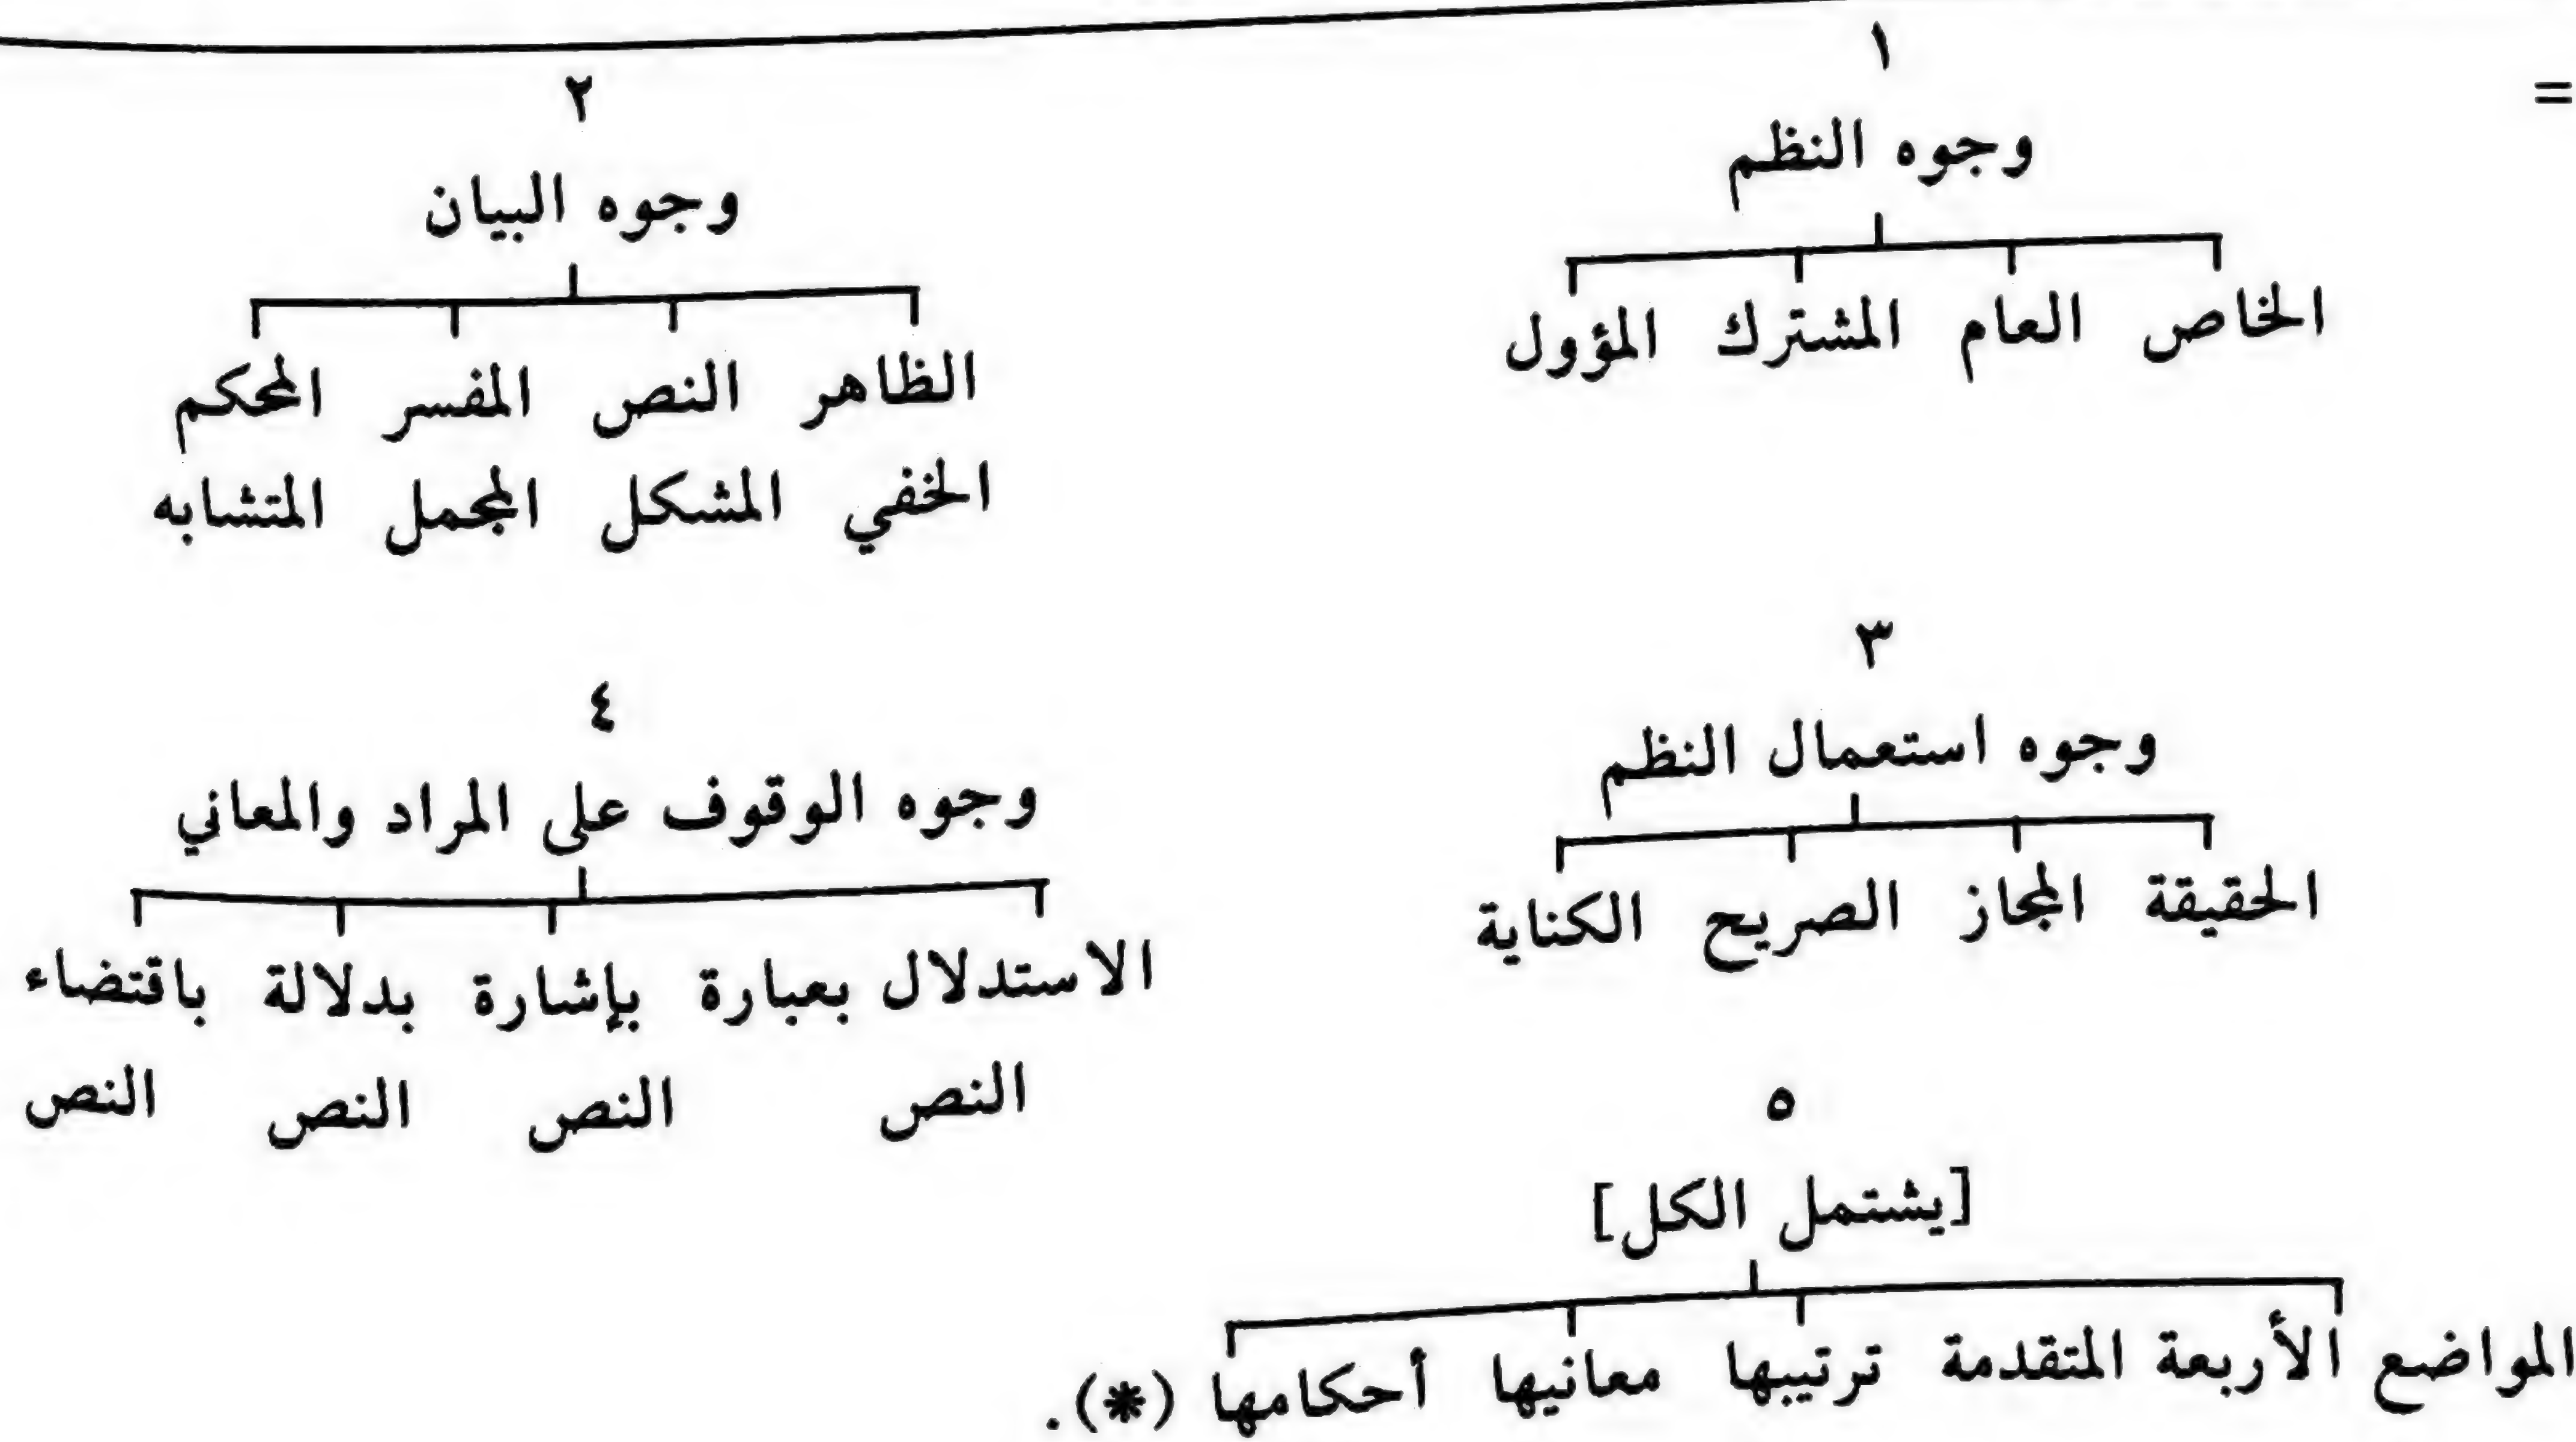 =
١
وجوه النظم
الخاص العام المشترك المؤول
٢
وجوه البيان
الظاهر النص المفسر المحكم
الخفي المشكل المجمل المتشابه
٣
وجوه استعمال النظم
الحقيقة المجاز الصريح الكناية
٤
وجوه الوقوف على المراد والمعاني
الاستدلال بعبارة بإشارة بدلالة باقتضاء
النص النص النص النص
٥
[يشتمل الكل]
المواضع الأربعة المتقدمة ترتيبها معانيها أحكامها (*).